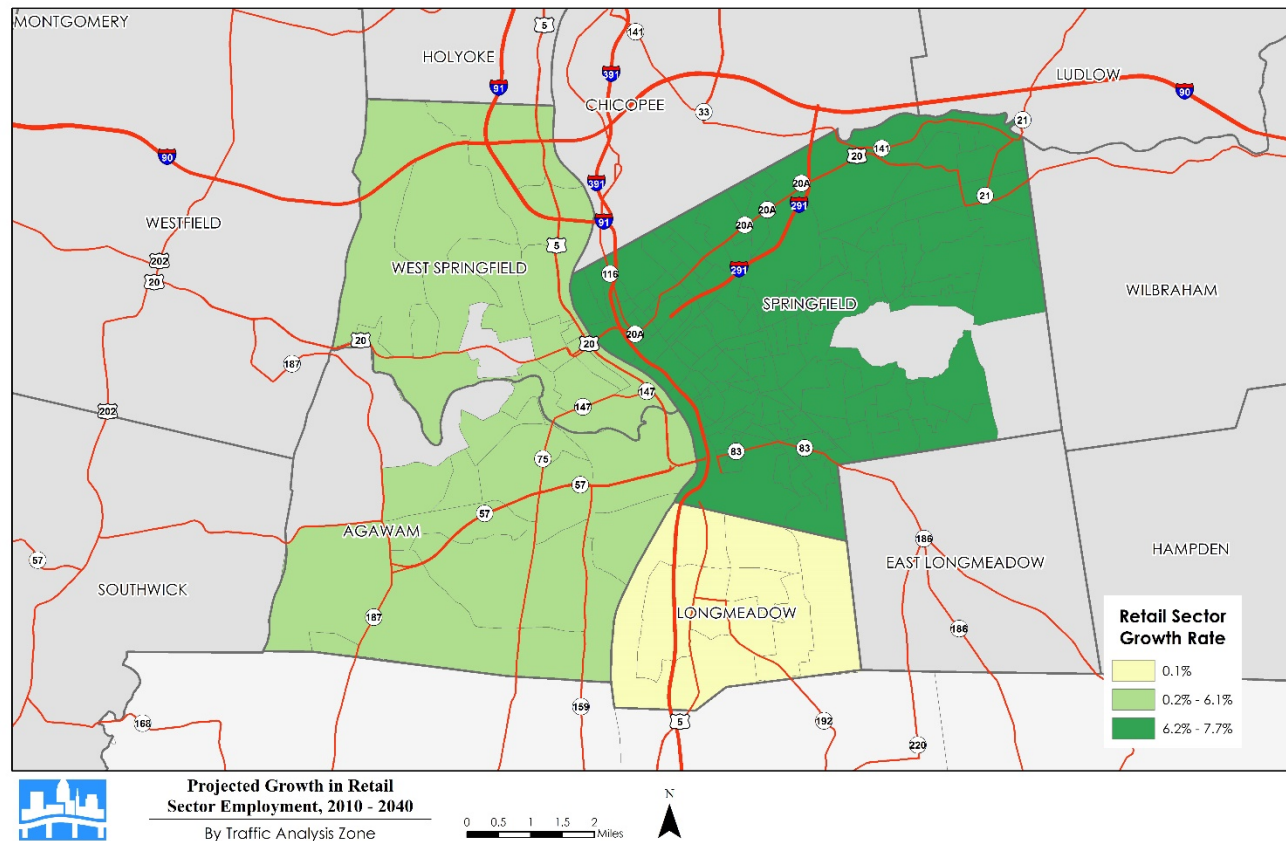 MONTGOMERY
5
141
HOLYOKE
391
91
LUDLOW
CHICOPEE
90
33
21
141
20
90
20A
391
21
20A
291
WESTFIELD
91
20A
5
202
WEST SPRINGFIELD
291
116
20
WILBRAHAM
SPRINGFIELD
20A
20
20
187
147
147
202
83
83
75
57
57
AGAWAM
186
HAMPDEN
57
EAST LONGMEADOW
SOUTHWICK
LONGMEADOW
187
186
159
5
168
192
220
Retail Sector
Growth Rate
0.1%
0.2% - 6.1%
6.2% - 7.7%
Projected Growth in Retail
Sector Employment, 2010 - 2040
By Traffic Analysis Zone
0 0.5 1 1.5 2
Miles
N